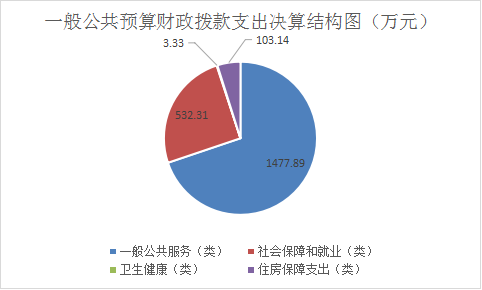 一般公共预算财政拨款支出决算结构图（万元）
3.33
103.14
532.31
1477.89
一般公共服务（类）
社会保障和就业（类）
卫生健康（类）
住房保障支出（类）